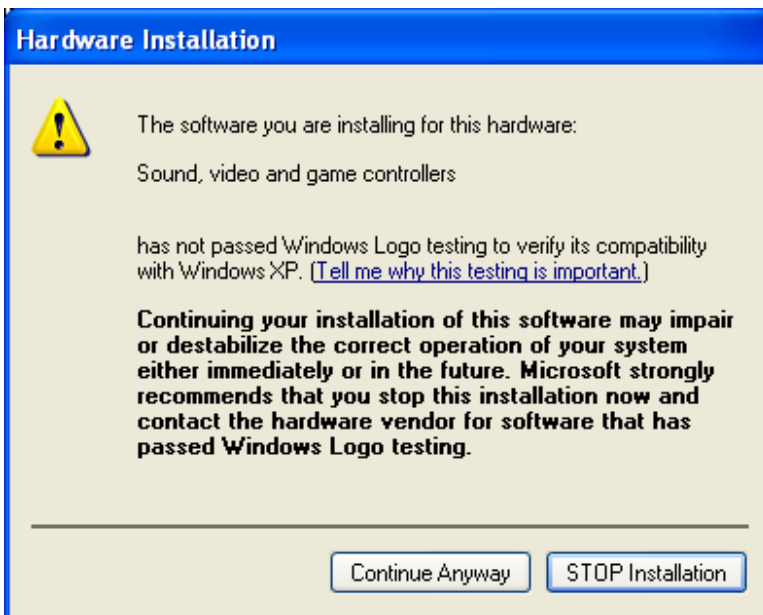 Hardware Installation
The software you are installing for this hardware:
Sound, video and game controllers
has not passed Windows Logo testing to verify its compatibility
with Windows XP. (Tell me why this testing is important.)
Continuing your installation of this software may impair
or destabilize the correct operation of your system
either immediately or in the future. Microsoft strongly
recommends that you stop this installation now and
contact the hardware vendor for software that has
passed Windows Logo testing.
Continue Anyway
STOP Installation